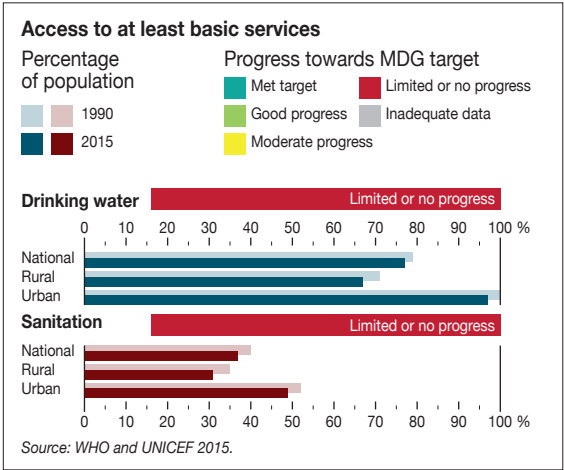 Access to at least basic services
Percentage
of population
1990
2015
Progress towards MDG target
Met target
Limited or no progress
Good progress
Inadequate data
Moderate progress
Drinking water
Limited or no progress
0 10 20 30 40 50 60 70 80 90 100 %
National
Rural
Urban
Sanitation
Limited or no progress
National
Rural
Urban
0 10 20 30 40 50 60 70 80 90 100 %
Source: WHO and UNICEF 2015.